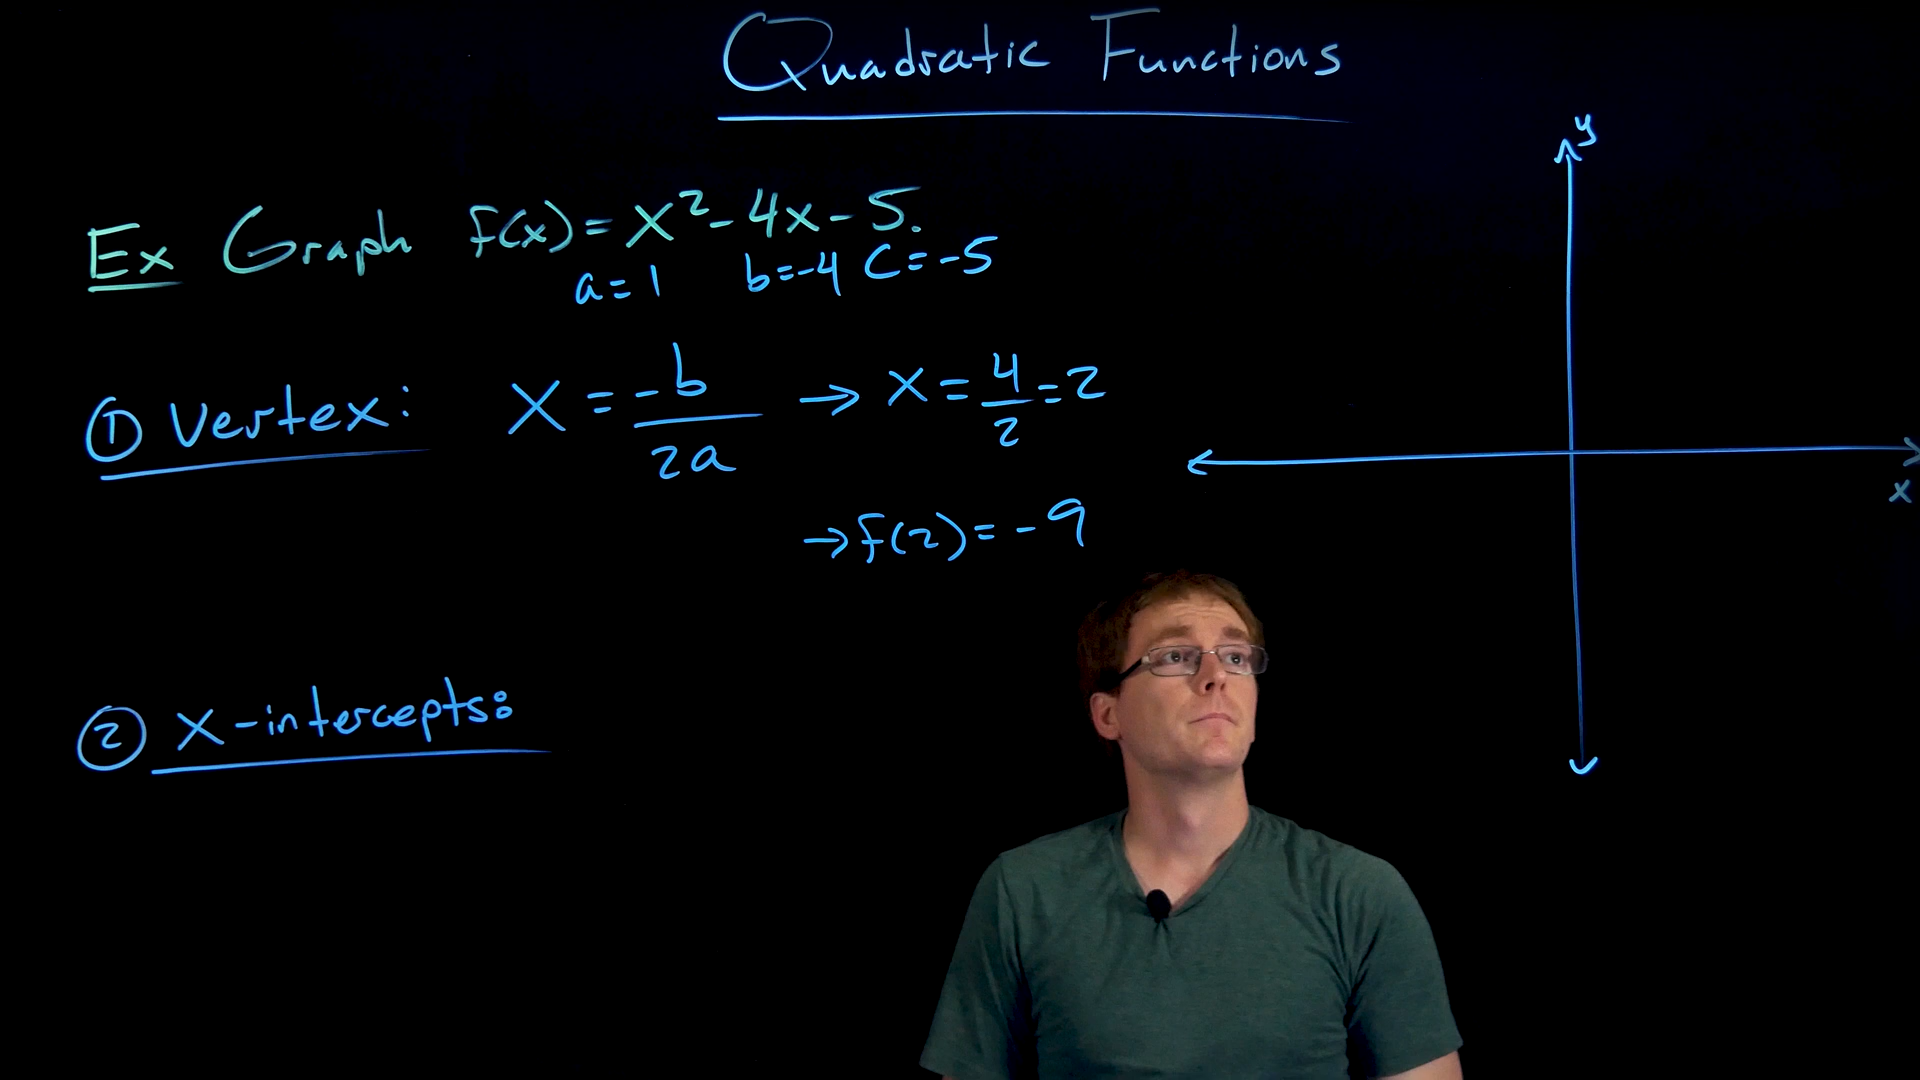 Quadratic Functions
Ex Graph f(x) = x² - 4x - 5.
a = 1 b = -4 c = -5
① Vertex: x = -b/2a → x = 4/2 = 2
→ f(2) = -9
② x-intercepts:
y
x